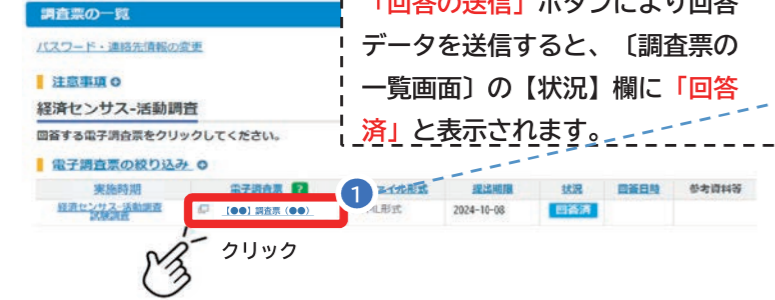 調査票の一覧
パスワード・連絡先情報の変更
注意事項
経済センサス‐活動調査
回答する電子調査票をクリックしてください。
電子調査票の絞り込み
「回答の送信」ボタンにより回答
データを送信すると、〔調査票の
一覧画面〕の【状況】欄に「回答
済」と表示されます。
実施時期 電子調査票 ? 形式 提出期限 状況 回答日時 参考資料等
経済センサス‐活動調査 試験調査 【●●】調査票（●●） 1 ML形式 2024-10-08 回答済
クリック